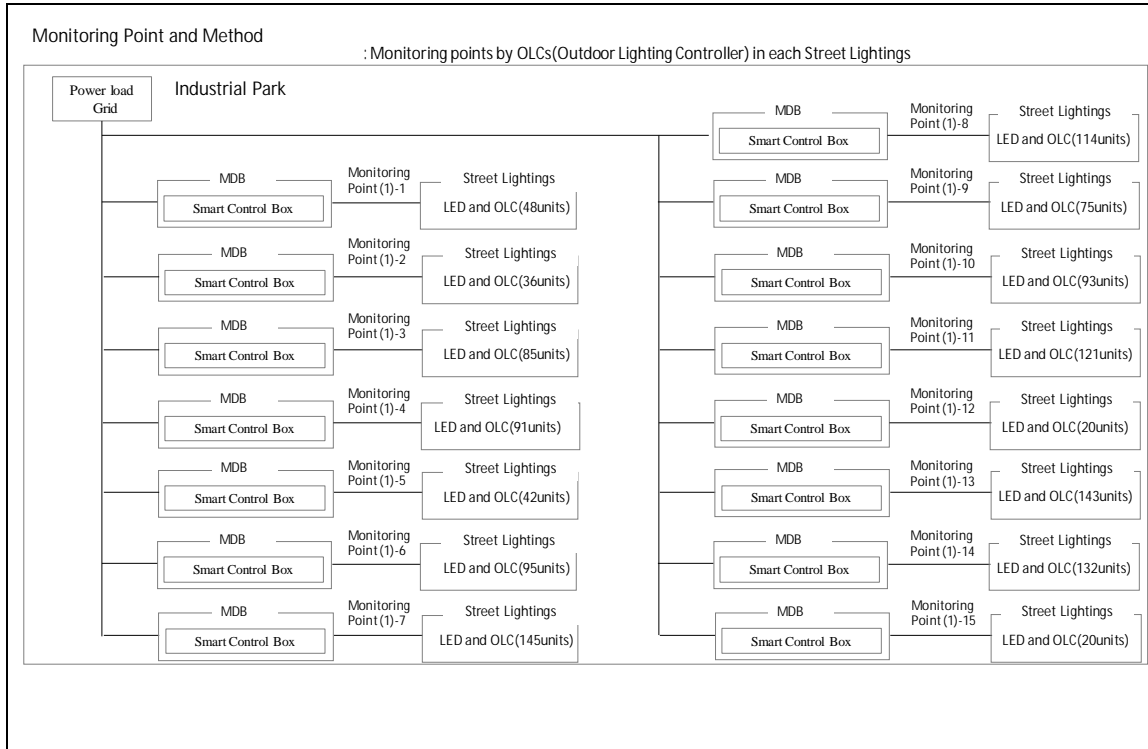 Monitoring Point and Method
: Monitoring points by OLCs(Outdoor Lighting Controller) in each Street Lightings
Power load
Grid
Industrial Park
MDB
Smart Control Box
Monitoring
Point(1)-1
Street Lightings
LED and OLC(48units)
MDB
Smart Control Box
Monitoring
Point(1)-2
Street Lightings
LED and OLC(36units)
MDB
Smart Control Box
Monitoring
Point(1)-3
Street Lightings
LED and OLC(85units)
MDB
Smart Control Box
Monitoring
Point(1)-4
Street Lightings
LED and OLC(91units)
MDB
Smart Control Box
Monitoring
Point(1)-5
Street Lightings
LED and OLC(42units)
MDB
Smart Control Box
Monitoring
Point(1)-6
Street Lightings
LED and OLC(95units)
MDB
Smart Control Box
Monitoring
Point(1)-7
Street Lightings
LED and OLC(145units)
MDB
Smart Control Box
Monitoring
Point(1)-8
Street Lightings
LED and OLC(114units)
MDB
Smart Control Box
Monitoring
Point(1)-9
Street Lightings
LED and OLC(75units)
MDB
Smart Control Box
Monitoring
Point(1)-10
Street Lightings
LED and OLC(93units)
MDB
Smart Control Box
Monitoring
Point(1)-11
Street Lightings
LED and OLC(121units)
MDB
Smart Control Box
Monitoring
Point(1)-12
Street Lightings
LED and OLC(20units)
MDB
Smart Control Box
Monitoring
Point(1)-13
Street Lightings
LED and OLC(143units)
MDB
Smart Control Box
Monitoring
Point(1)-14
Street Lightings
LED and OLC(132units)
MDB
Smart Control Box
Monitoring
Point(1)-15
Street Lightings
LED and OLC(20units)